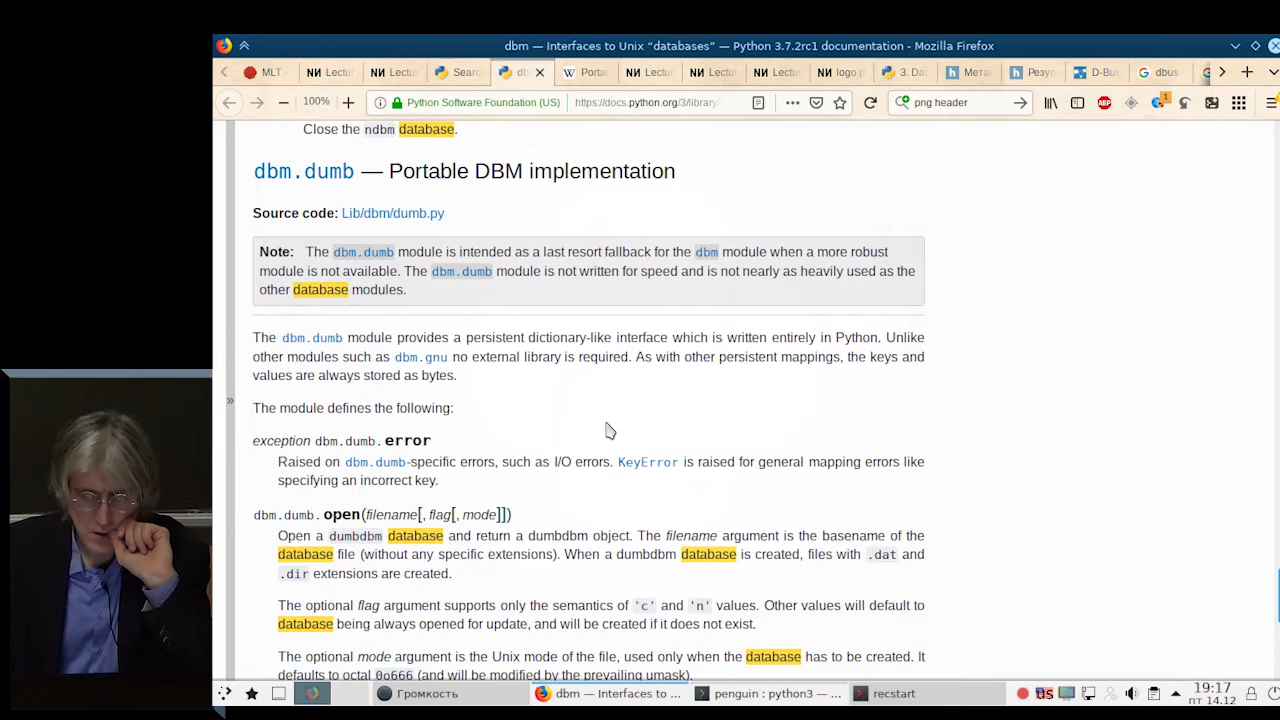 dbm — Interfaces to Unix “databases” — Python 3.7.2rc1 documentation - Mozilla Firefox
MLT - И И Lectu И И Lectu Searc db И Portal И И Lectu И И Lectu И И Lectu logo.p 3. Da Мета Резул D-Bus dbus
100% Python Software Foundation (US) https://docs.python.org/3/library/ png header ABP 1
Close the ndbm database.
dbm.dumb — Portable DBM implementation
Source code: Lib/dbm/dumb.py
Note: The dbm.dumb module is intended as a last resort fallback for the dbm module when a more robust
module is not available. The dbm.dumb module is not written for speed and is not nearly as heavily used as the
other database modules.
The dbm.dumb module provides a persistent dictionary-like interface which is written entirely in Python. Unlike
other modules such as dbm.gnu no external library is required. As with other persistent mappings, the keys and
values are always stored as bytes.
»
The module defines the following:
exception dbm.dumb.error
Raised on dbm.dumb-specific errors, such as I/O errors. KeyError is raised for general mapping errors like
specifying an incorrect key.
dbm.dumb.open(filename[, flag[, mode]])
Open a dumbdbm database and return a dumbdbm object. The filename argument is the basename of the
database file (without any specific extensions). When a dumbdbm database is created, files with .dat and
.dir extensions are created.
The optional flag argument supports only the semantics of 'c' and 'n' values. Other values will default to
database being always opened for update, and will be created if it does not exist.
The optional mode argument is the Unix mode of the file, used only when the database has to be created. It
defaults to octal 0o666 (and will be modified by the prevailing umask).
Громкость dbm — Interfaces to ... penguin : python3 — ... recstart us 19:17
пт 14.12